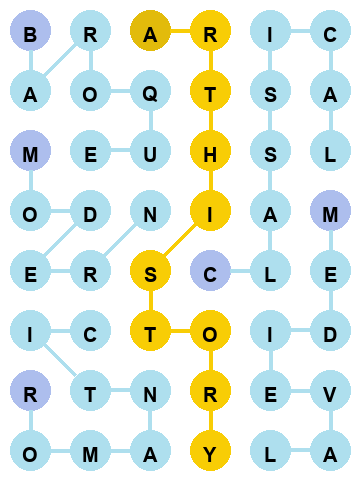 B R A R I C
A O Q T S A
M E U H S L
O D N I A M
E R S C L E
I C T O I D
R T N R E V
O M A Y L A